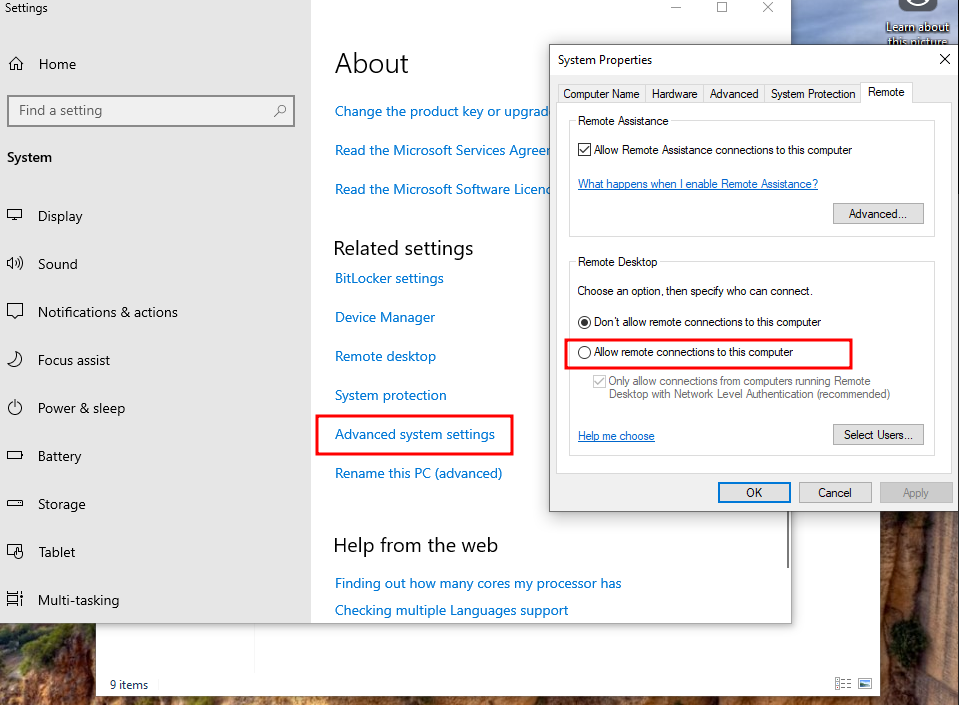 Settings
Home
Find a setting
System
Display
Sound
Notifications & actions
Focus assist
Power & sleep
Battery
Storage
Tablet
Multi-tasking
About
Change the product key or upgrad
Read the Microsoft Services Agreer
Read the Microsoft Software Licenc
Related settings
BitLocker settings
Device Manager
Remote desktop
System protection
Advanced system settings
Rename this PC (advanced)
Help from the web
Finding out how many cores my processor has
Checking multiple Languages support
Learn about
this picture
System Properties
Computer Name
Hardware
Advanced
System Protection
Remote
Remote Assistance
Allow Remote Assistance connections to this computer
What happens when I enable Remote Assistance?
Advanced...
Remote Desktop
Choose an option, then specify who can connect.
Don't allow remote connections to this computer
Allow remote connections to this computer
Only allow connections from computers running Remote
Desktop with Network Level Authentication (recommended)
Help me choose
Select Users...
OK
Cancel
Apply
9 items